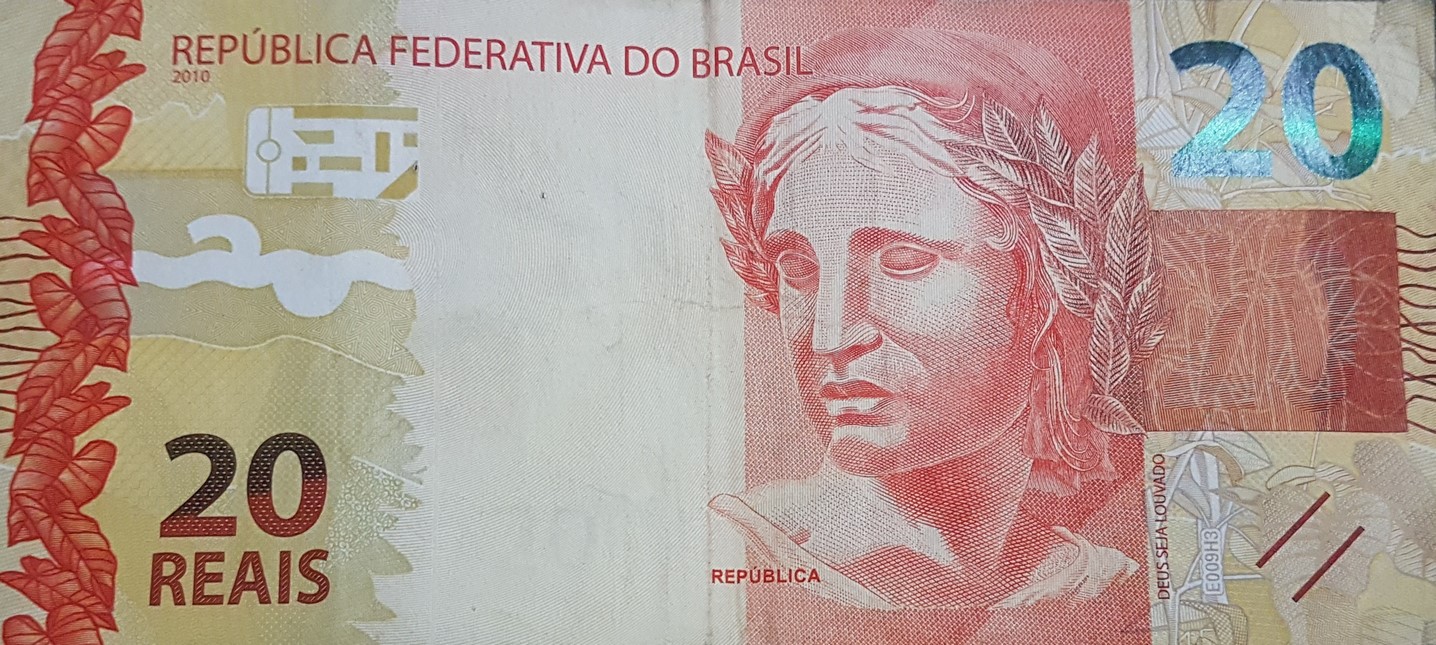 REPÚBLICA FEDERATIVA DO BRASIL
2010
20
20
REAIS
REPÚBLICA
DEUS SEJA LOUVADO
E009H3